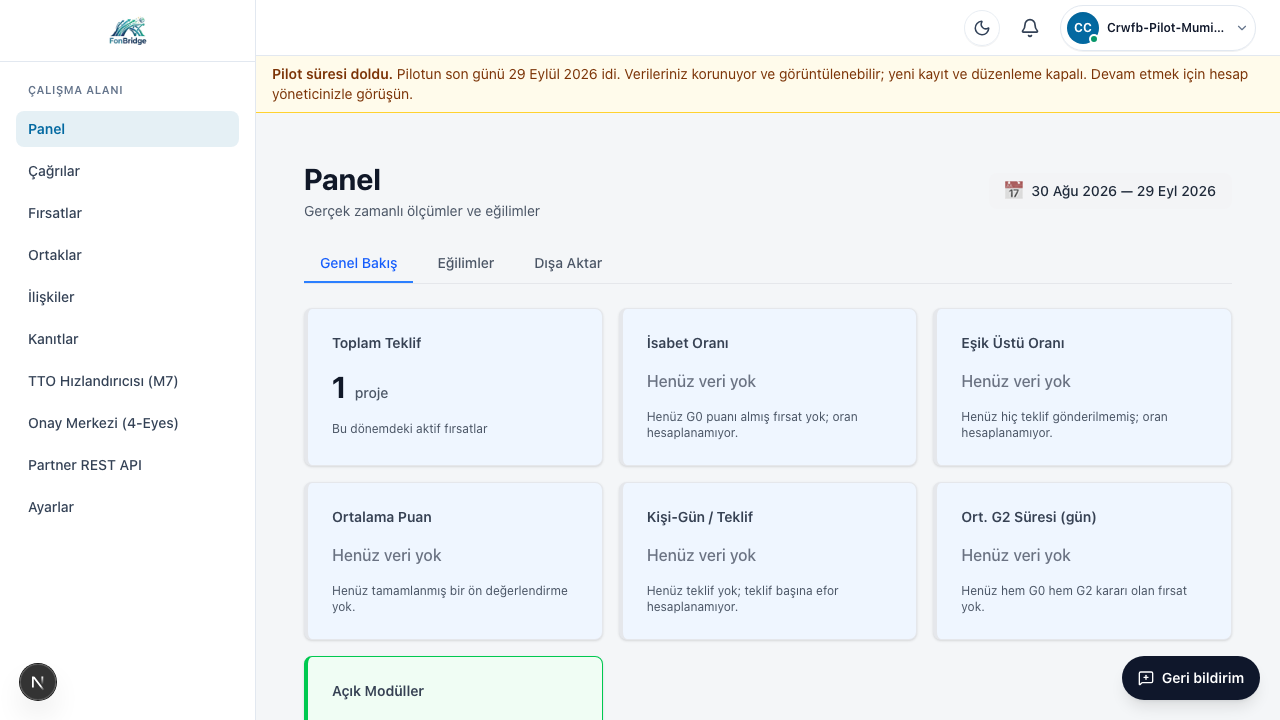 FonBridge
CC
Crwfb-Pilot-Mumi...
Pilot süresi doldu. Pilotun son günü 29 Eylül 2026 idi. Verileriniz korunuyor ve görüntülenebilir; yeni kayıt ve düzenleme kapalı. Devam etmek için hesap
yöneticinizle görüşün.
ÇALIŞMA ALANI
Panel
Çağrılar
Fırsatlar
Ortaklar
İlişkiler
Kanıtlar
TTO Hızlandırıcısı (M7)
Onay Merkezi (4-Eyes)
Partner REST API
Ayarlar
N
Panel
Gerçek zamanlı ölçümler ve eğilimler
17
30 Ağu 2026 — 29 Eyl 2026
Genel Bakış
Eğilimler
Dışa Aktar
Toplam Teklif
1 proje
Bu dönemdeki aktif fırsatlar
İsabet Oranı
Henüz veri yok
Henüz G0 puanı almış fırsat yok; oran
hesaplanamıyor.
Eşik Üstü Oranı
Henüz veri yok
Henüz hiç teklif gönderilmemiş; oran
hesaplanamıyor.
Ortalama Puan
Henüz veri yok
Henüz tamamlanmış bir ön değerlendirme
yok.
Kişi-Gün / Teklif
Henüz veri yok
Henüz teklif yok; teklif başına efor
hesaplanamıyor.
Ort. G2 Süresi (gün)
Henüz veri yok
Henüz hem G0 hem G2 kararı olan fırsat
yok.
Açık Modüller
Geri bildirim